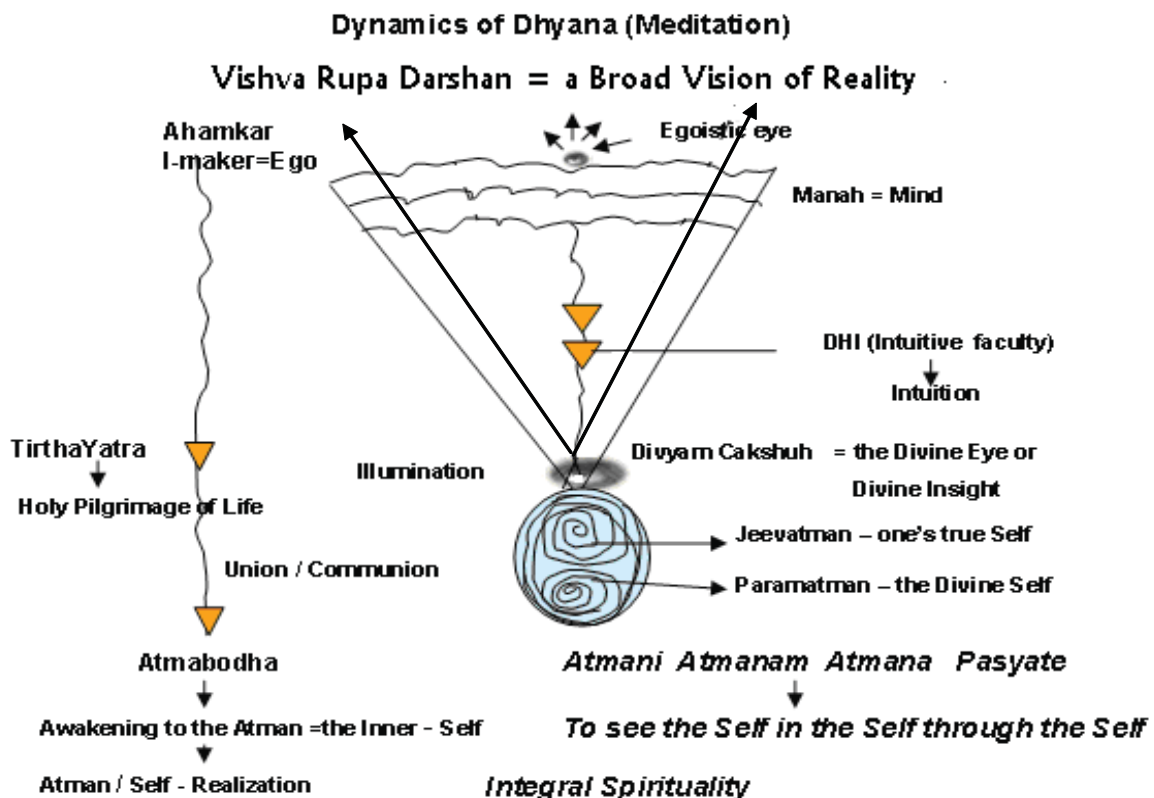 Dynamics of Dhyana (Meditation)
Vishva Rupa Darshan = a Broad Vision of Reality
Ahamkar
I-maker=Ego
Egoistic eye
Manah = Mind
DHI (Intuitive faculty)
Intuition
TirthaYatra
Holy Pilgrimage of Life
Illumination
Divyam Cakshuh = the Divine Eye or
Divine Insight
Jeevatman – one's true Self
Union / Communion
Paramatman – the Divine Self
Atmabodha
Atmani Atmanam Atmana Pasyate
Awakening to the Atman =the Inner - Self
To see the Self in the Self through the Self
Atman / Self - Realization
Integral Spirituality